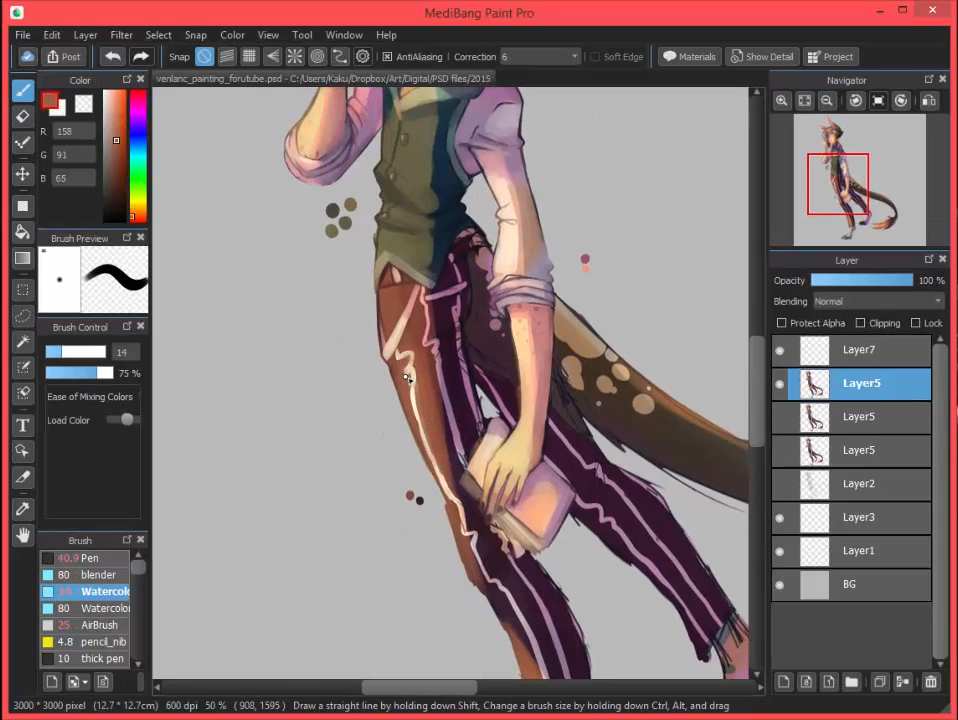 MediBang Paint Pro
File Edit Layer Filter Select Snap Color View Tool Window Help
Post Snap AntiAliasing Correction 6 Soft Edge Materials Show Detail Project
venlanc_painting_forutube.psd - C:/Users/Kaku/Dropbox/Art/Digital/PSD files/2015
Color
R 158
G 91
B 65
Brush Preview
Brush Control
14
75 %
Ease of Mixing Colors
Load Color
Brush
40.9 Pen
80 blender
14 Watercolo
80 Watercolo
25 AirBrush
4.8 pencil_nib
10 thick pen
Navigator
Layer
Opacity 100 %
Blending Normal
Protect Alpha Clipping Lock
Layer7
Layer5
Layer5
Layer5
Layer2
Layer3
Layer1
BG
3000 * 3000 pixel (12.7 * 12.7cm) 600 dpi 50 % ( 908, 1595 ) Draw a straight line by holding down Shift, Change a brush size by holding down Ctrl, Alt, and drag